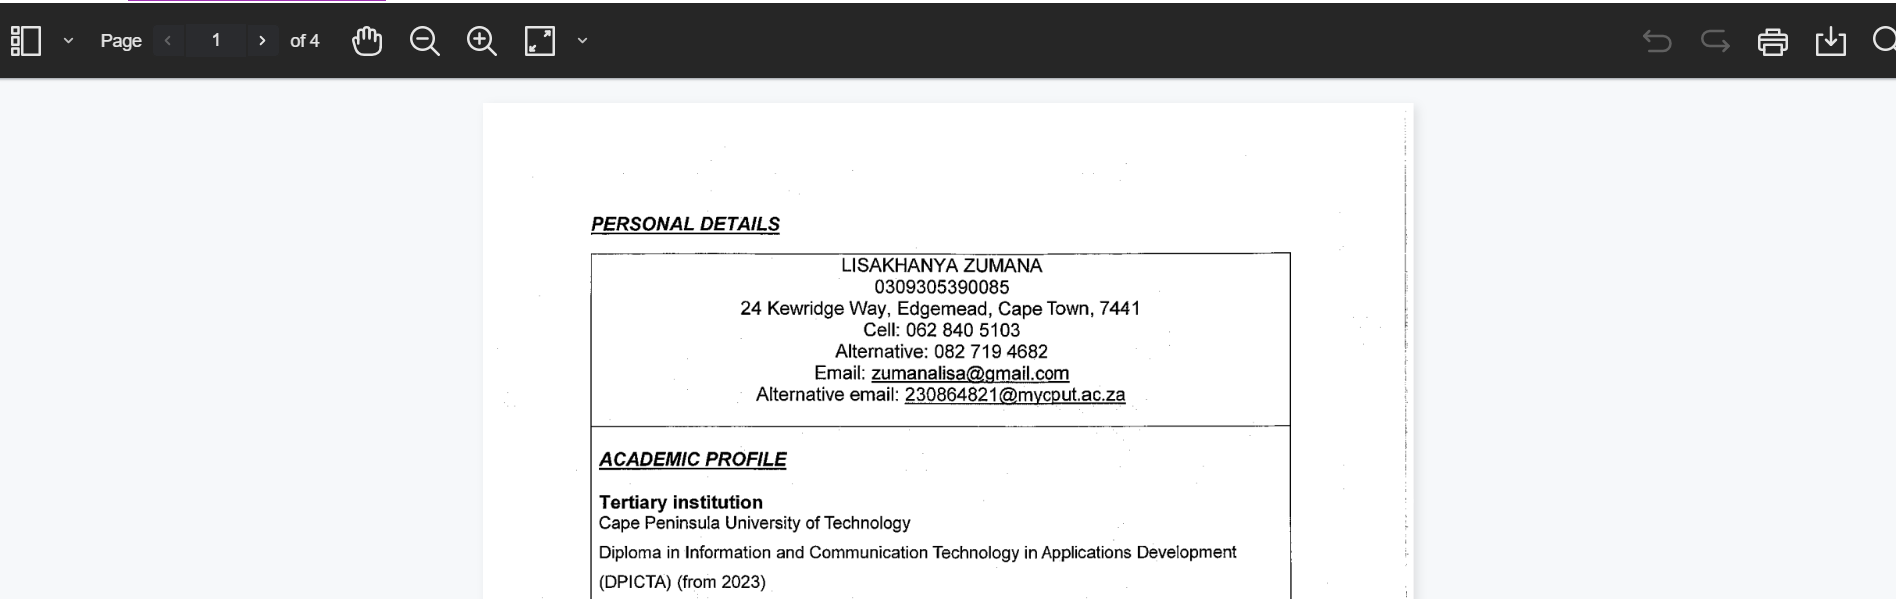 Page 1 of 4
PERSONAL DETAILS
LISAKHANYA ZUMANA
0309305390085
24 Kewridge Way, Edgemead, Cape Town, 7441
Cell: 062 840 5103
Alternative: 082 719 4682
Email: zumanalisa@gmail.com
Alternative email: 230864821@mycput.ac.za
ACADEMIC PROFILE
Tertiary institution
Cape Peninsula University of Technology
Diploma in Information and Communication Technology in Applications Development
(DPICTA) (from 2023)